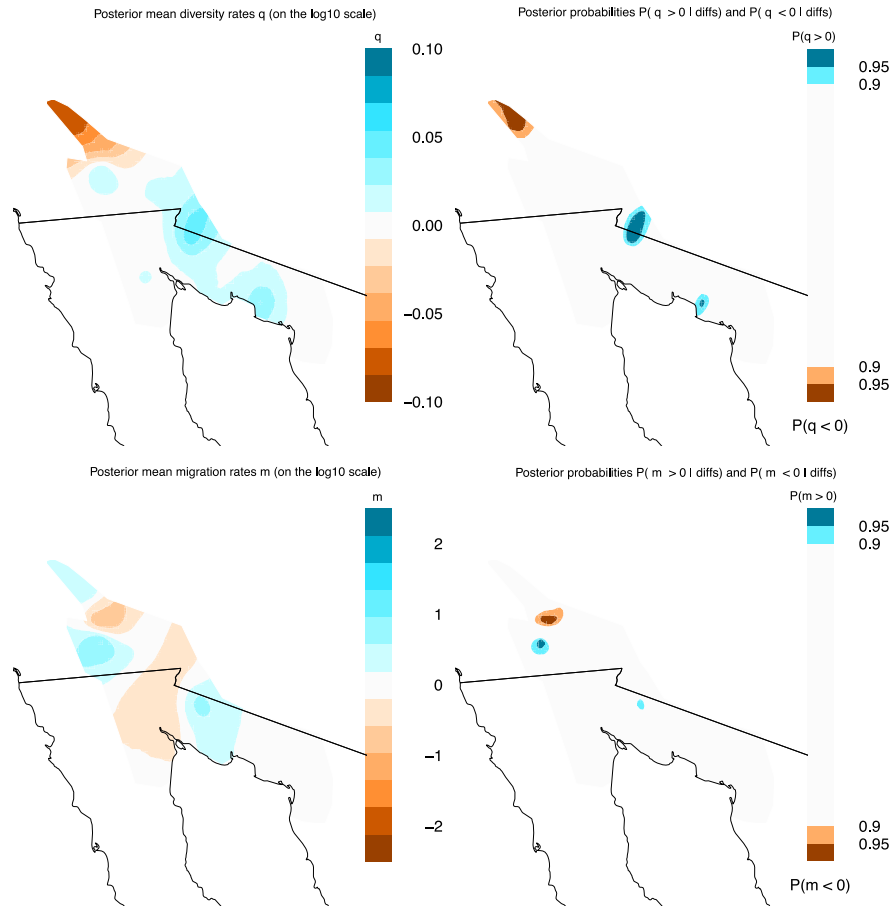 Posterior mean diversity rates q (on the log10 scale)
q
0.10
0.05
0.00
−0.05
−0.10
Posterior probabilities P( q > 0 | diffs) and P( q < 0 | diffs)
P(q > 0)
0.95
0.9
0.9
0.95
P(q < 0)
Posterior mean migration rates m (on the log10 scale)
m
2
1
0
−1
−2
Posterior probabilities P( m > 0 | diffs) and P( m < 0 | diffs)
P(m > 0)
0.95
0.9
0.9
0.95
P(m < 0)